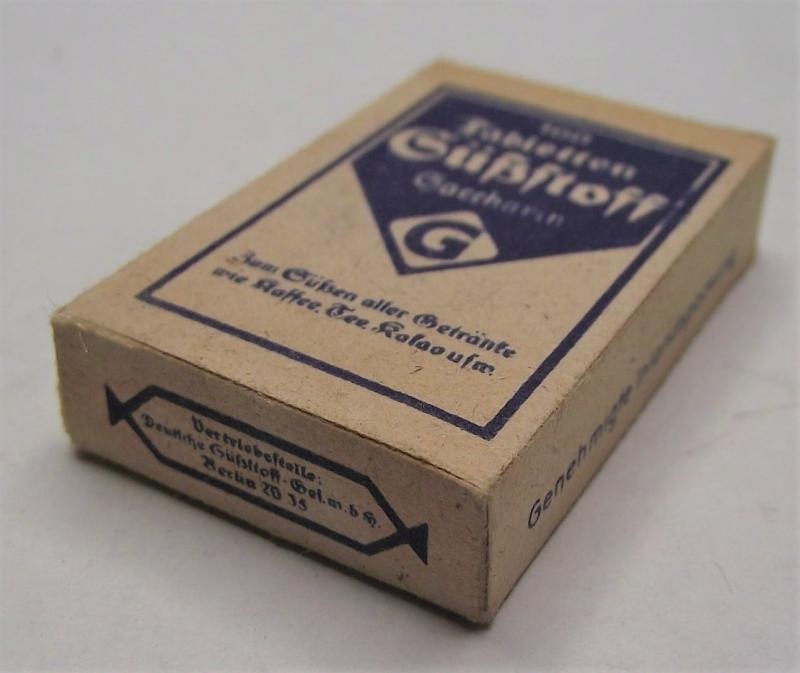 100
Tabletten
Süßstoff
Saccharin
G
Zum Süßen aller Getränke
wie Kaffee, Tee, Kakao usw.
Vertriebsstelle:
Deutsche Süßstoff-Ges.m.b.H.
Berlin W 35
Genehmigte